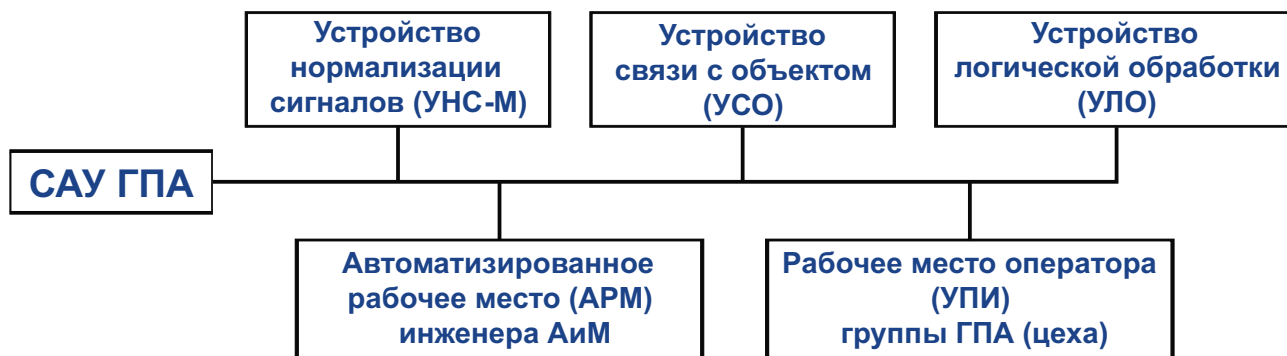 Устройство
нормализации
сигналов (УНС-М)
Устройство
связи с объектом
(УСО)
Устройство
логической обработки
(УЛО)
САУ ГПА
Автоматизированное
рабочее место (АРМ)
инженера АиМ
Рабочее место оператора
(УПИ)
группы ГПА (цеха)